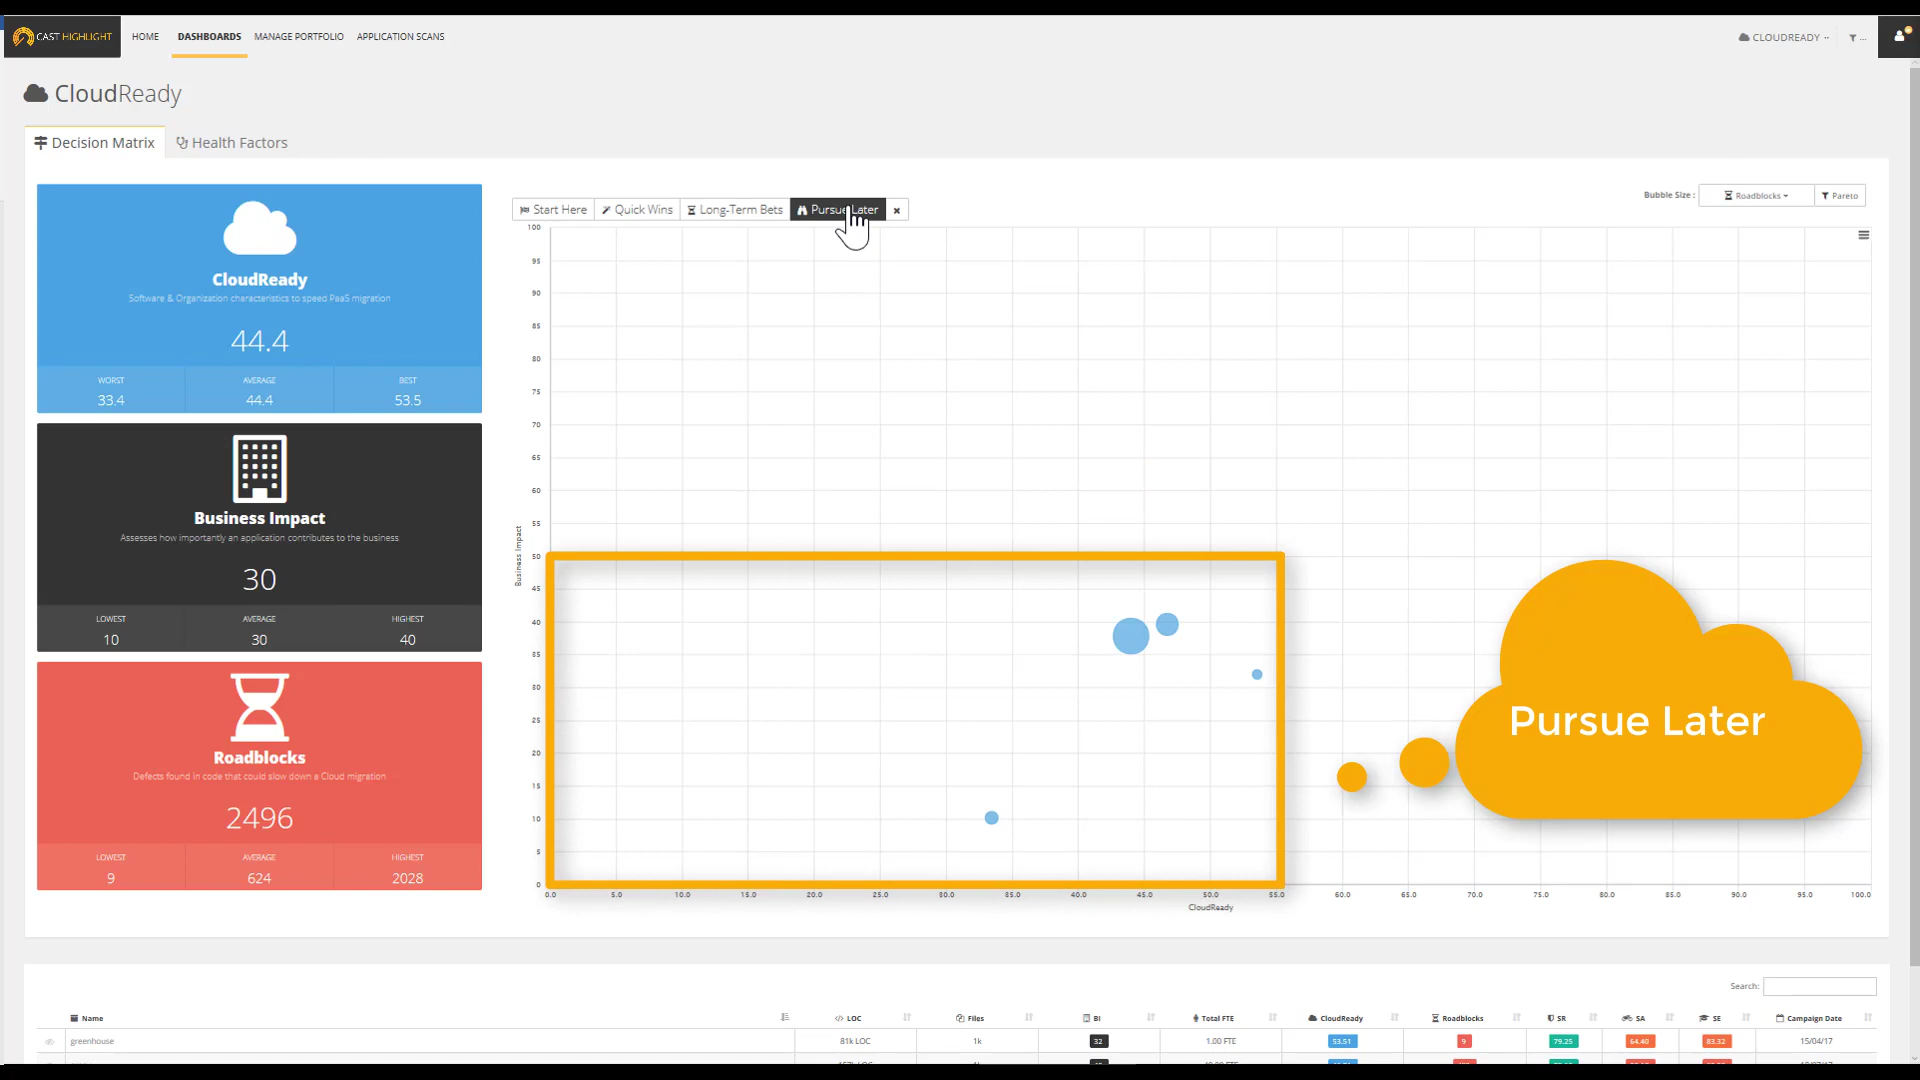 CAST HIGHLIGHT HOME DASHBOARDS MANAGE PORTFOLIO APPLICATION SCANS CLOUDREADY ...
CloudReady
Decision Matrix Health Factors
CloudReady
Software & Organization characteristics to speed PaaS migration
44.4
WORST AVERAGE BEST
33.4 44.4 53.5
Business Impact
Assesses how importantly an application contributes to the business
30
LOWEST AVERAGE HIGHEST
10 30 40
Roadblocks
Defects found in code that could slow down a Cloud migration
2496
LOWEST AVERAGE HIGHEST
9 624 2028
Bubble Size : Roadblocks Pareto
Start Here Quick Wins Long-Term Bets Pursue Later ×
100
95
90
85
80
75
70
65
60
55
50
45
40
35
30
25
20
15
10
5
0
Business Impact
0.0 5.0 10.0 15.0 20.0 25.0 30.0 35.0 40.0 45.0 50.0 55.0 60.0 65.0 70.0 75.0 80.0 85.0 90.0 95.0 100.0
CloudReady
Pursue Later
Search:
Name </> LOC Files BI Total FTE CloudReady Roadblocks SR SA SE Campaign Date
greenhouse 81k LOC 1k 32 1.00 FTE 53.51 9 79.25 64.40 83.32 15/04/17